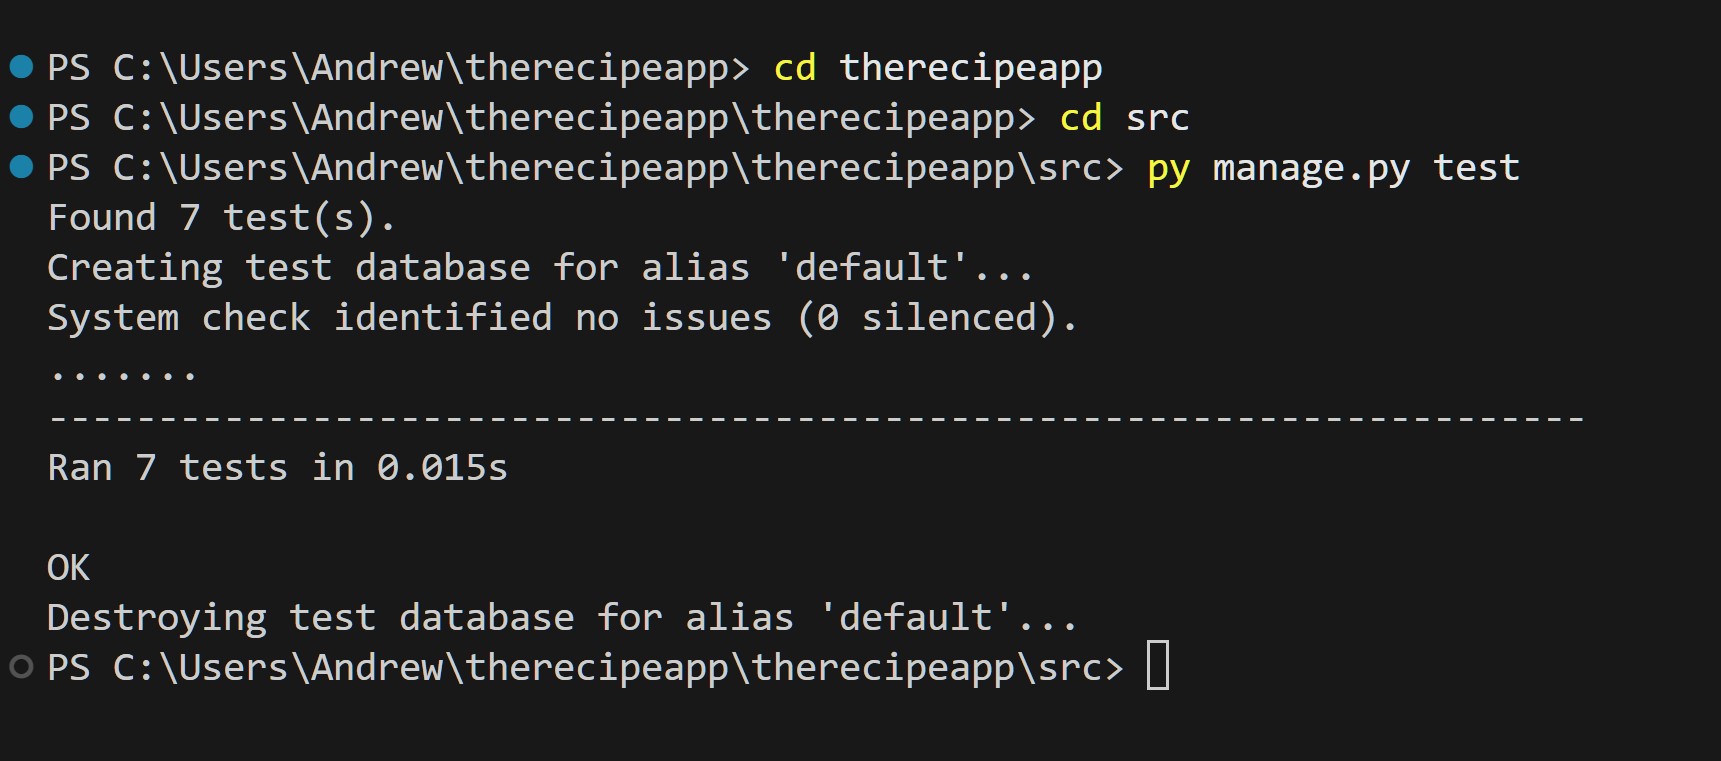 PS C:\Users\Andrew\therecipeapp> cd therecipeapp
PS C:\Users\Andrew\therecipeapp\therecipeapp> cd src
PS C:\Users\Andrew\therecipeapp\therecipeapp\src> py manage.py test
Found 7 test(s).
Creating test database for alias 'default'...
System check identified no issues (0 silenced).
.......
----------------------------------------------------------------------
Ran 7 tests in 0.015s

OK
Destroying test database for alias 'default'...
PS C:\Users\Andrew\therecipeapp\therecipeapp\src>